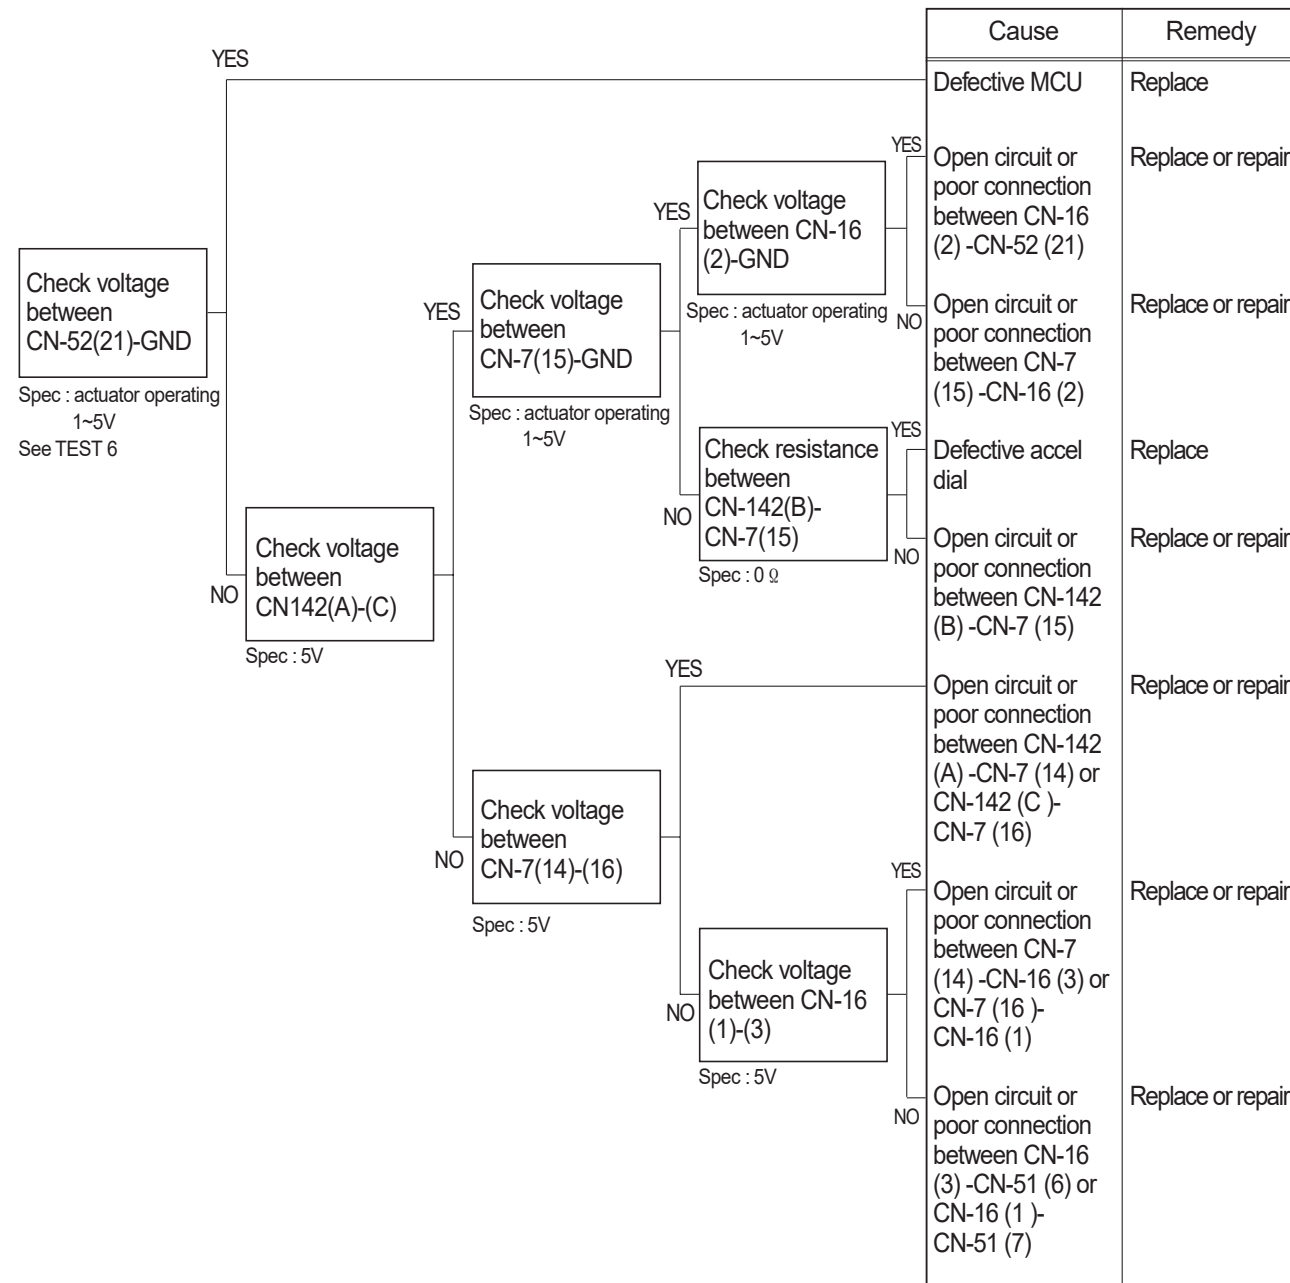 Cause
Remedy
YES
Defective MCU
Replace
YES
Open circuit or
poor connection
between CN-16
(2) -CN-52 (21)
Replace or repair
YES
Check voltage
between CN-16
(2)-GND
Spec : actuator operating
1~5V
NO
Open circuit or
poor connection
between CN-7
(15) -CN-16 (2)
Replace or repair
Check voltage
between
CN-52(21)-GND
Spec : actuator operating
1~5V
See TEST 6
YES
Check voltage
between
CN-7(15)-GND
Spec : actuator operating
1~5V
YES
Defective accel
dial
Replace
NO
Check resistance
between
CN-142(B)-
CN-7(15)
Spec : 0 Ω
NO
Open circuit or
poor connection
between CN-142
(B) -CN-7 (15)
Replace or repair
NO
Check voltage
between
CN142(A)-(C)
Spec : 5V
YES
Open circuit or
poor connection
between CN-142
(A) -CN-7 (14) or
CN-142 (C )-
CN-7 (16)
Replace or repair
NO
Check voltage
between
CN-7(14)-(16)
Spec : 5V
YES
Open circuit or
poor connection
between CN-7
(14) -CN-16 (3) or
CN-7 (16 )-
CN-16 (1)
Replace or repair
NO
Check voltage
between CN-16
(1)-(3)
Spec : 5V
NO
Open circuit or
poor connection
between CN-16
(3) -CN-51 (6) or
CN-16 (1 )-
CN-51 (7)
Replace or repair